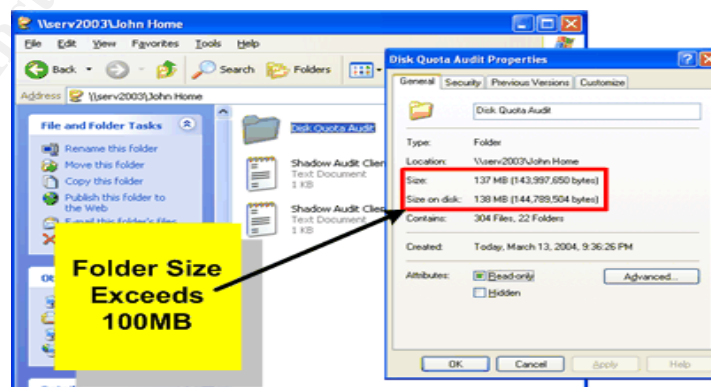 \\serv2003\John Home
File Edit View Favorites Tools Help
Back Search Folders
Address \\serv2003\John Home
File and Folder Tasks
Rename this folder
Move this folder
Copy this folder
Publish this folder to
the Web
E-mail this folder's files
Disk Quota Audit
Shadow Audit Clien
Text Document
1 KB
Shadow Audit Clie
Text Document
1 KB
Folder Size
Exceeds
100MB
Disk Quota Audit Properties
General Security Previous Versions Customize
Disk Quota Audit
Type: Folder
Location: \\serv2003\John Home
Size: 137 MB (143,997,650 bytes)
Size on disk: 138 MB (144,789,504 bytes)
Contains: 304 Files, 22 Folders
Created: Today, March 13, 2004, 9:36:26 PM
Attributes: Read-only Advanced...
Hidden
OK Cancel Apply Help